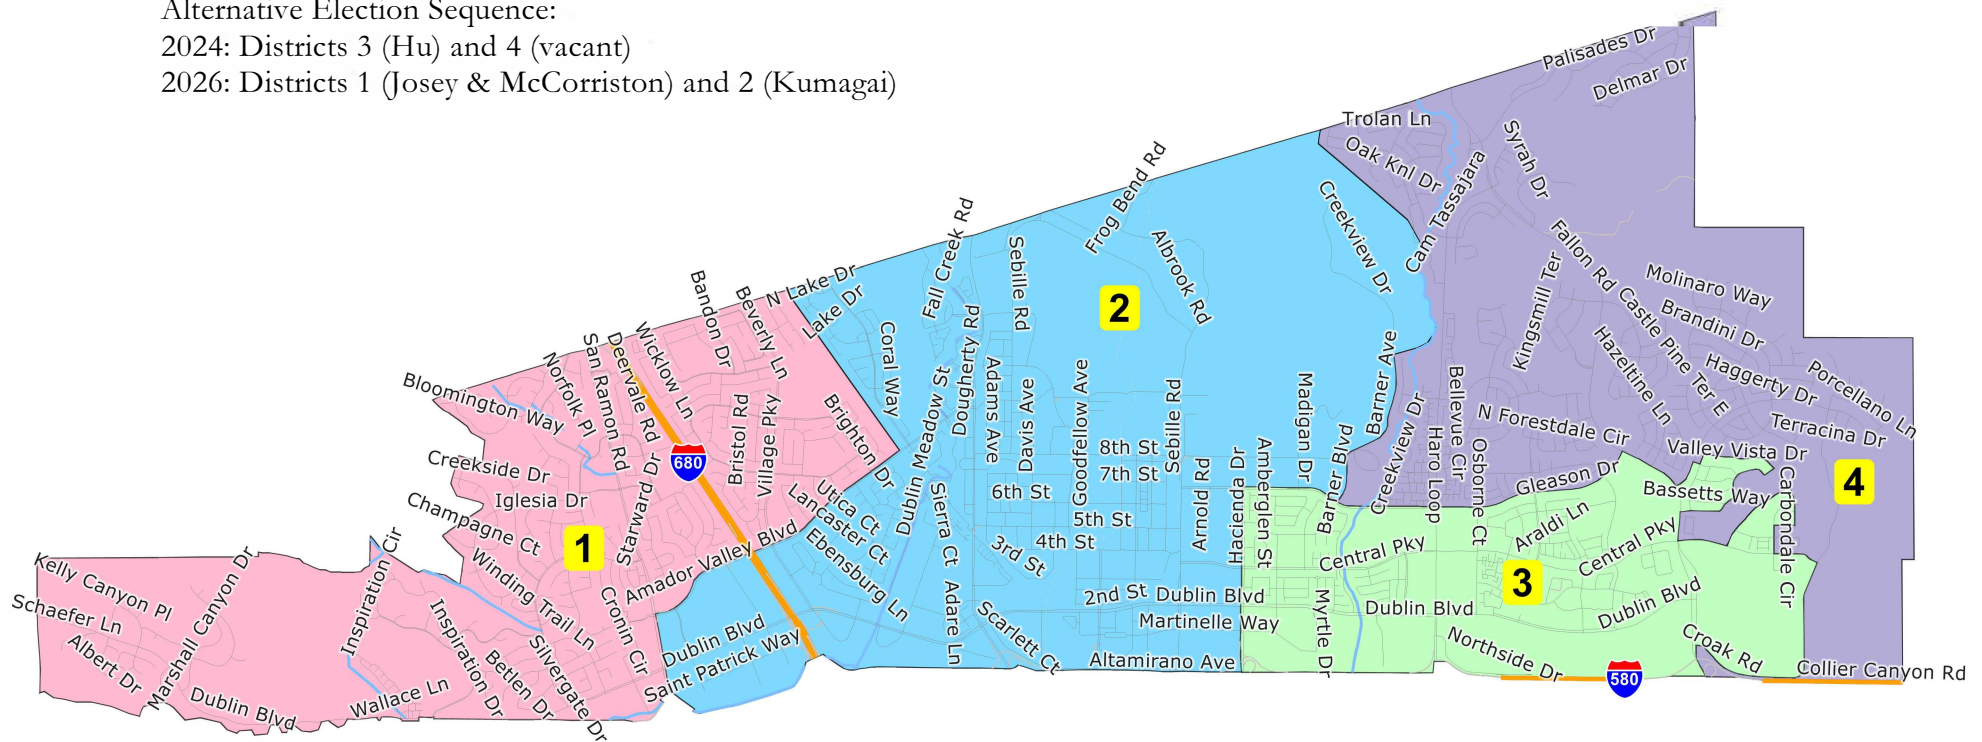 Alternative Election Sequence:
2024: Districts 3 (Hu) and 4 (vacant)
2026: Districts 1 (Josey & McCorriston) and 2 (Kumagai)
Palisades Dr
Delmar Dr
Trolan Ln
Oak Knl Dr
Syrah Dr
Cam Tassajara
Frog Bend Rd
Creekview Dr
Fall Creek Rd
Sebille Rd
Albrook Rd
Fallon Rd
Kingsmill Ter
Molinaro Way
Brandini Dr
Castle Pine Ter E
Hazeltine Ln
Haggerty Dr
Porcellano Ln
Terracina Dr
N Lake Dr
Lake Dr
Bandon Dr
Beverly Ln
2
Wicklow Ln
Deervale Rd
San Ramon Rd
Norfolk Pl
Bloomington Way
Coral Way
Dougherty Rd
Adams Ave
Davis Ave
Goodfellow Ave
Sebille Rd
Madigan Dr
Barner Ave
Bellevue Cir
N Forestdale Cir
Valley Vista Dr
Brighton Dr
Bristol Rd
Village Pky
Dublin Meadow St
8th St
7th St
6th St
5th St
4th St
3rd St
2nd St
Arnold Rd
Hacienda Dr
Amberglen St
Barner Blvd
Creekview Dr
Haro Loop
Osborne Ct
Gleason Dr
Bassetts Way
Carbondale Cir
4
680
Creekside Dr
Iglesia Dr
Champagne Ct
Starward Dr
1
Utica Ct
Lancaster Ct
Ebensburg Ln
Sierra Ct
Adare Ln
Scarlett Ct
Amador Valley Blvd
Winding Trail Ln
Cronin Cir
Inspiration Cir
Inspiration Dr
Betlen Dr
Silvergate Dr
Kelly Canyon Pl
Schaefer Ln
Albert Dr
Marshall Canyon Dr
Dublin Blvd
Wallace Ln
Dublin Blvd
Saint Patrick Way
Dublin Blvd
Martinelle Way
Altamirano Ave
Central Pky
Araldi Ln
Central Pky
3
Myrtle Dr
Dublin Blvd
Dublin Blvd
Northside Dr
Croak Rd
580
Collier Canyon Rd